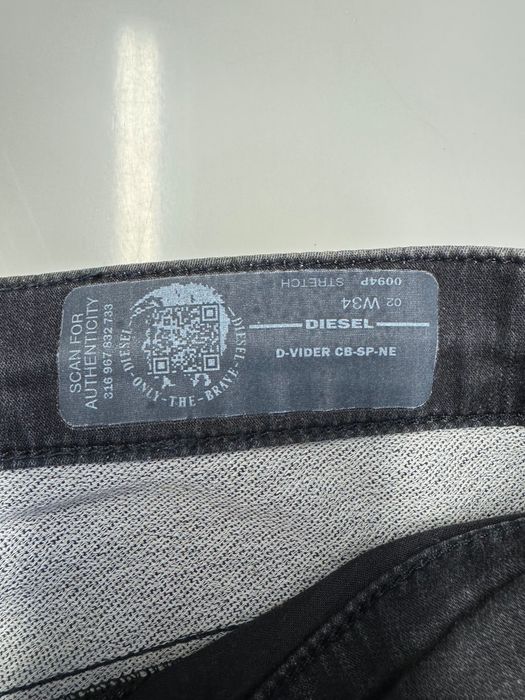 SCAN FOR
AUTHENTICITY
316 967 832 733
DIESEL ONLY-THE-BRAVE DIESEL
02 W34
0094P STRETCH
DIESEL
D-VIDER CB-SP-NE